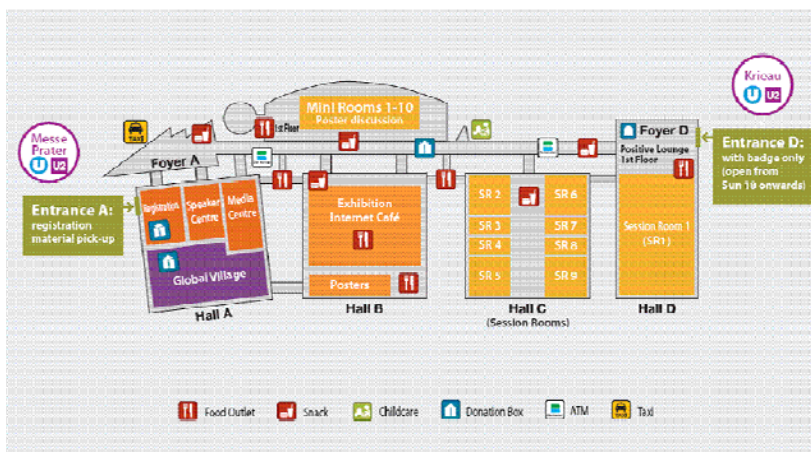 Krieau
U U2
Mini Rooms 1-10
Poster discussion
1st Floor
TAXI
Messe
Prater
U U2
Foyer A
Foyer D
Positive Lounge
1st Floor
Entrance D:
with badge only
(open from
Sun 18 onwards)
Entrance A:
registration
material pick-up
Registration
Speaker
Centre
Media
Centre
Global Village
Hall A
Exhibition
Internet Café
Posters
Hall B
SR 2
SR 6
SR 3
SR 7
SR 4
SR 8
SR 5
SR 9
Hall C
(Session Rooms)
Session Room 1
(SR1)
Hall D
Food Outlet
Snack
Childcare
Donation Box
ATM
Taxi